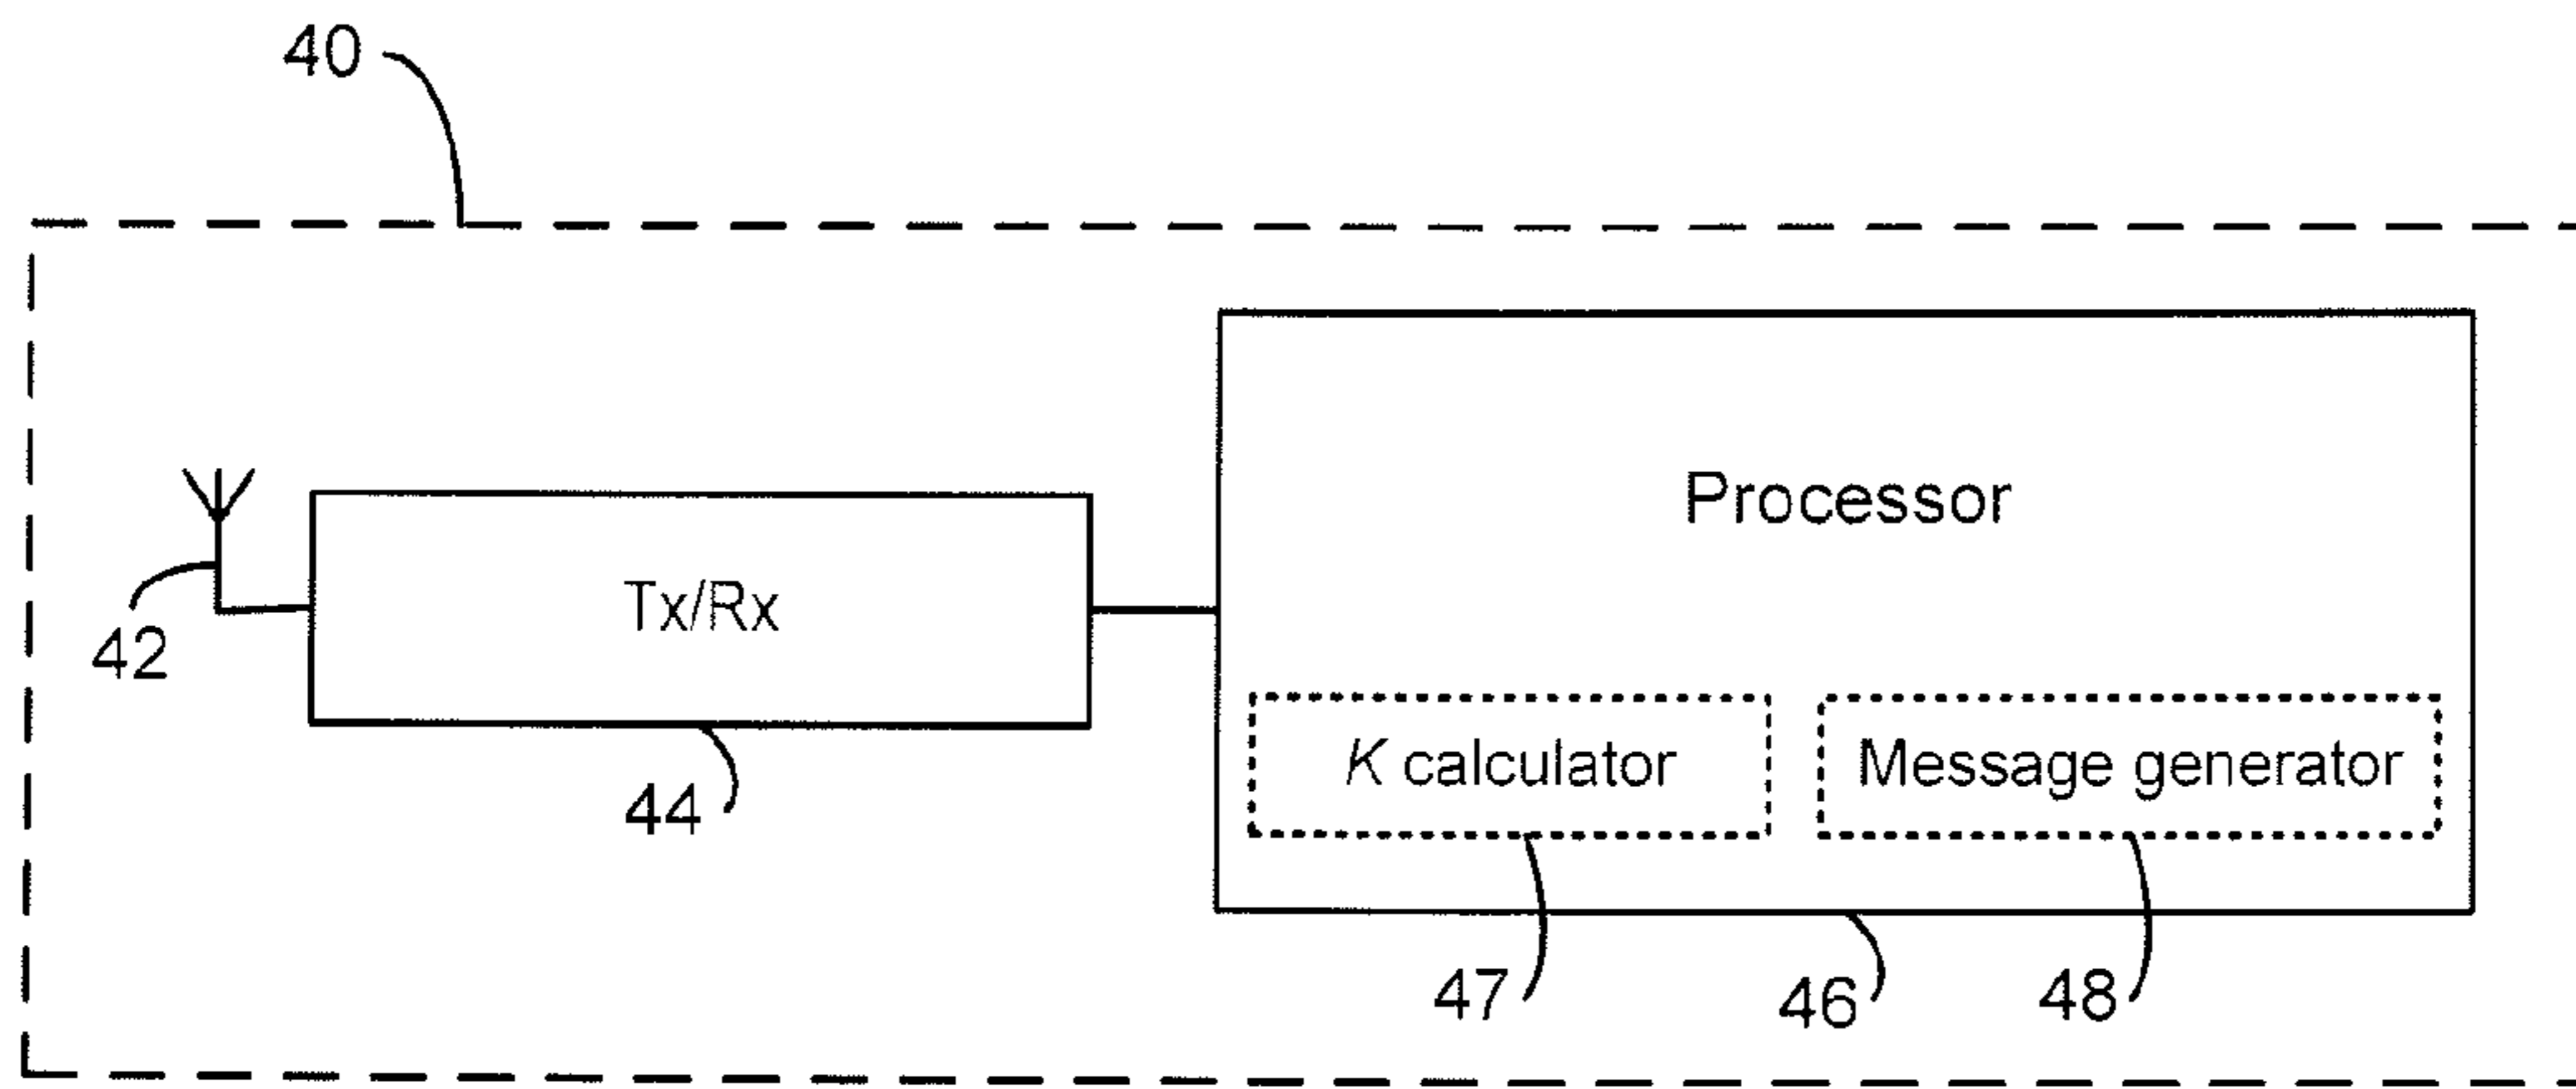 40
Processor
Tx/Rx
42
K calculator
Message generator
44
47
46
48